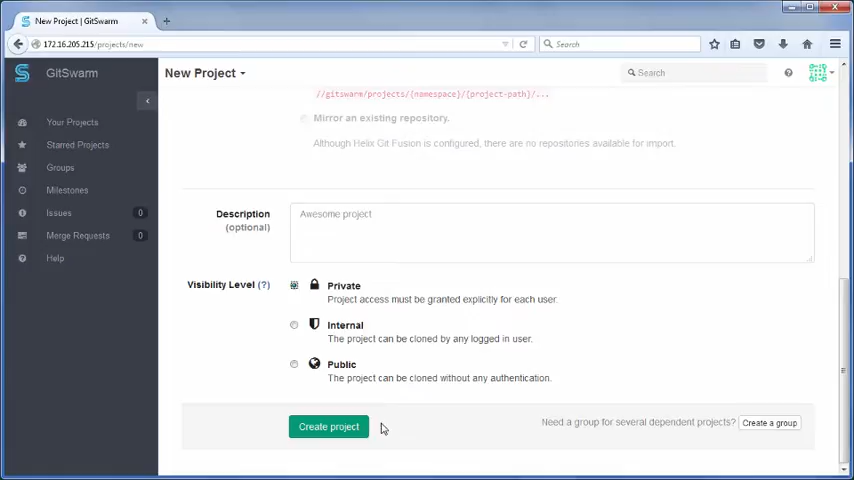 New Project | GitSwarm
172.16.205.215/projects/new
Search
GitSwarm
New Project
Search
//gitswarm/projects/{namespace}/{project-path}/...
Mirror an existing repository.
Although Helix Git Fusion is configured, there are no repositories available for import.
Your Projects
Starred Projects
Groups
Milestones
Issues 0
Merge Requests 0
Help
Description
(optional)
Awesome project
Visibility Level (?)
Private
Project access must be granted explicitly for each user.
Internal
The project can be cloned by any logged in user.
Public
The project can be cloned without any authentication.
Create project
Need a group for several dependent projects? Create a group